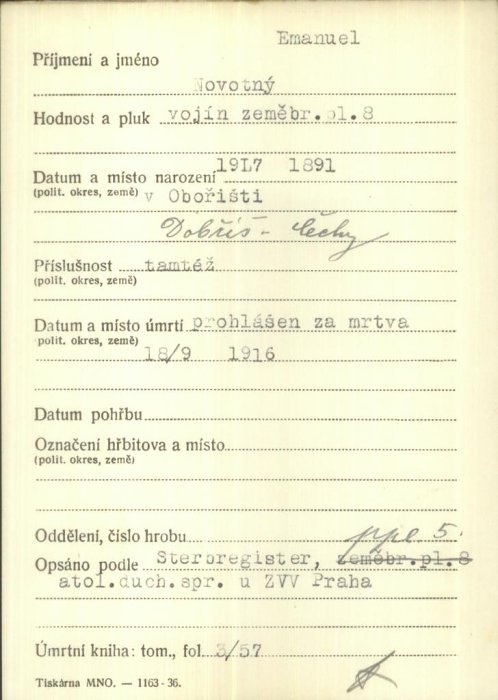 Emanuel
Příjmení a jméno
Novotný
Hodnost a pluk vojín zeměbr.pl.8
Datum a místo narození 19L7 1891
(polit. okres, země) v Obořišti
Dobříš - Čechy
Příslušnost tamtéž
(polit. okres, země)
Datum a místo úmrtí prohlášen za mrtva
polit. okres, země) 18/9 1916
Datum pohřbu
Označení hřbitova a místo
(polit. okres, země)
Oddělení, číslo hrobu ppl 5.
Opsáno podle Sterbregister, zeměbr.pl.8
atol.duch.spr. u ZVV Praha
Úmrtní kniha: tom., fol. 3/57
Tiskárna MNO. — 1163-36.